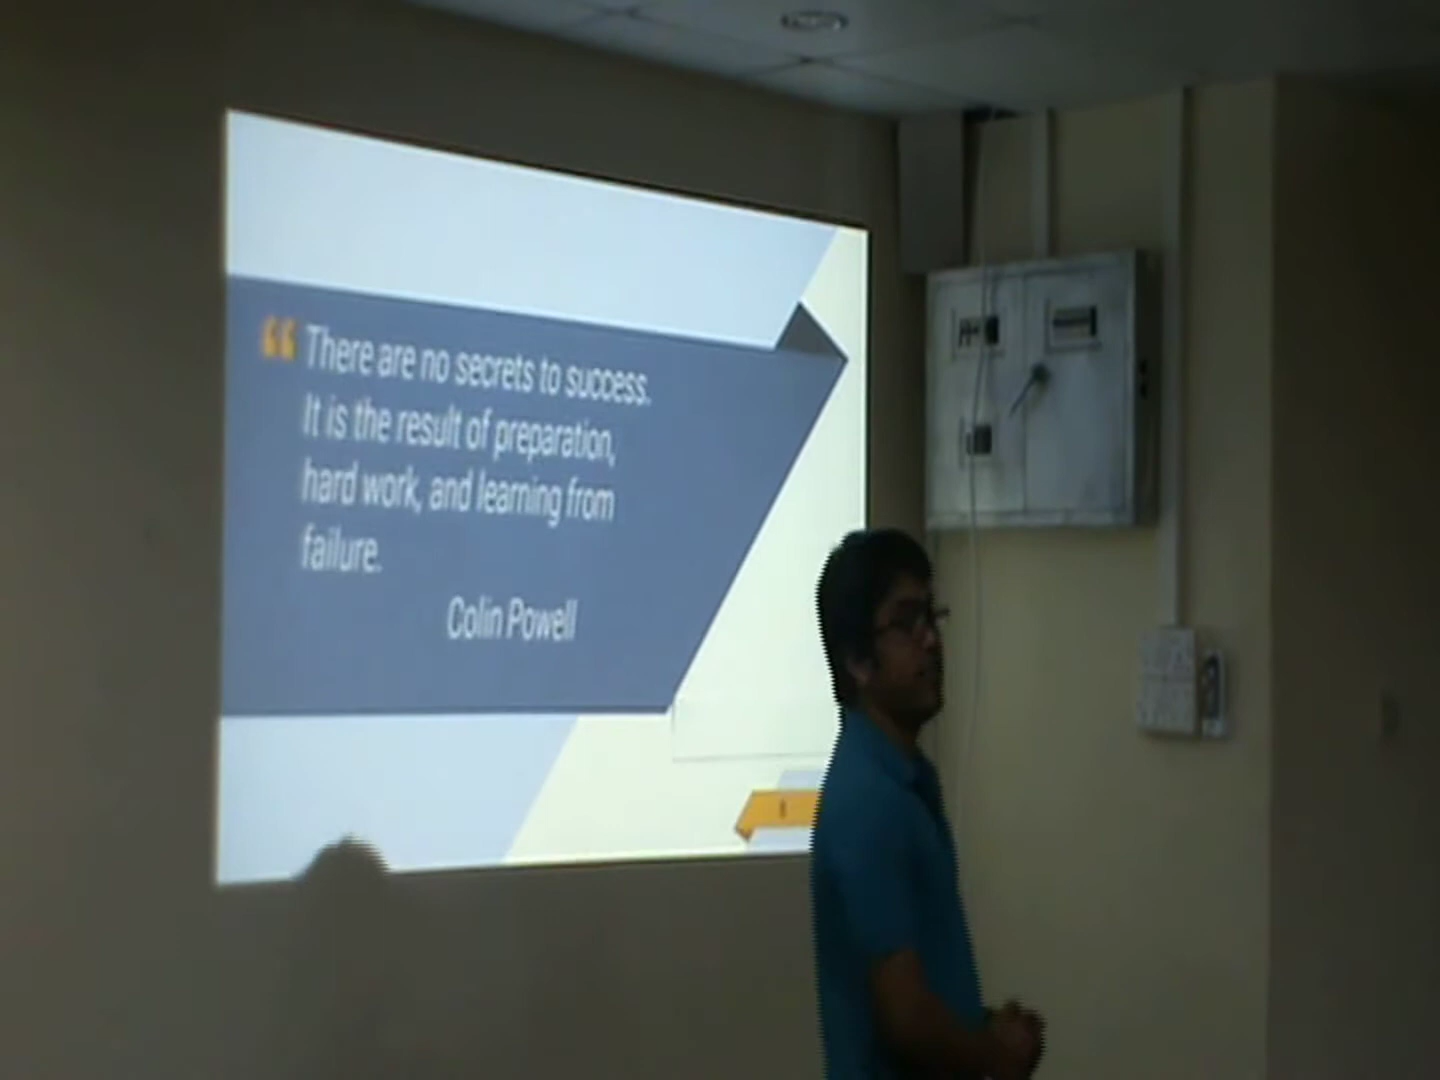 “ There are no secrets to success.
It is the result of preparation,
hard work, and learning from
failure.
Colin Powell